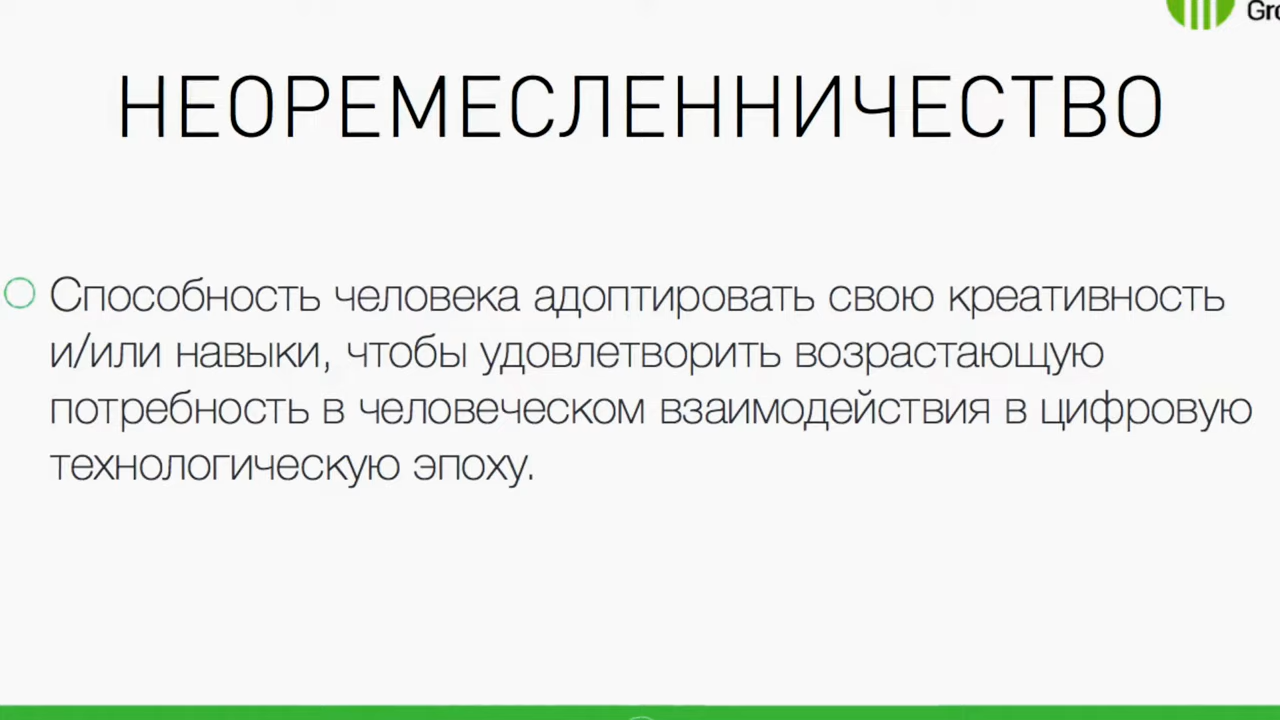 НЕОРЕМЕСЛЕННИЧЕСТВО
Способность человека адоптировать свою креативность
и/или навыки, чтобы удовлетворить возрастающую
потребность в человеческом взаимодействия в цифровую
технологическую эпоху.